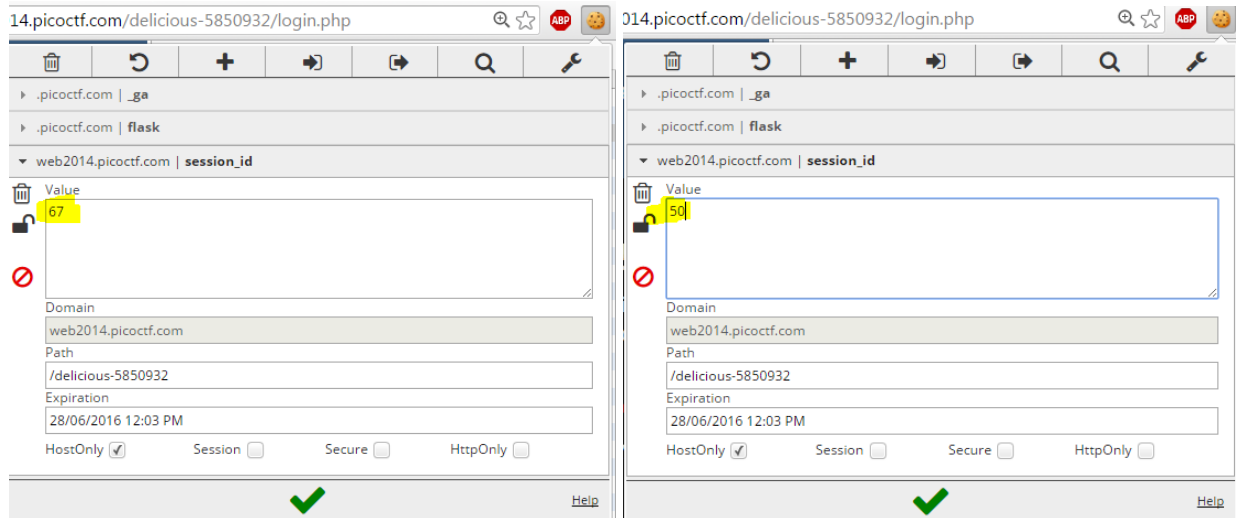 14.picoctf.com/delicious-5850932/login.php
ABP
.picoctf.com | _ga
.picoctf.com | flask
web2014.picoctf.com | session_id
Value
67
Domain
web2014.picoctf.com
Path
/delicious-5850932
Expiration
28/06/2016 12:03 PM
HostOnly Session Secure HttpOnly
Help
014.picoctf.com/delicious-5850932/login.php
ABP
.picoctf.com | _ga
.picoctf.com | flask
web2014.picoctf.com | session_id
Value
50
Domain
web2014.picoctf.com
Path
/delicious-5850932
Expiration
28/06/2016 12:03 PM
HostOnly Session Secure HttpOnly
Help